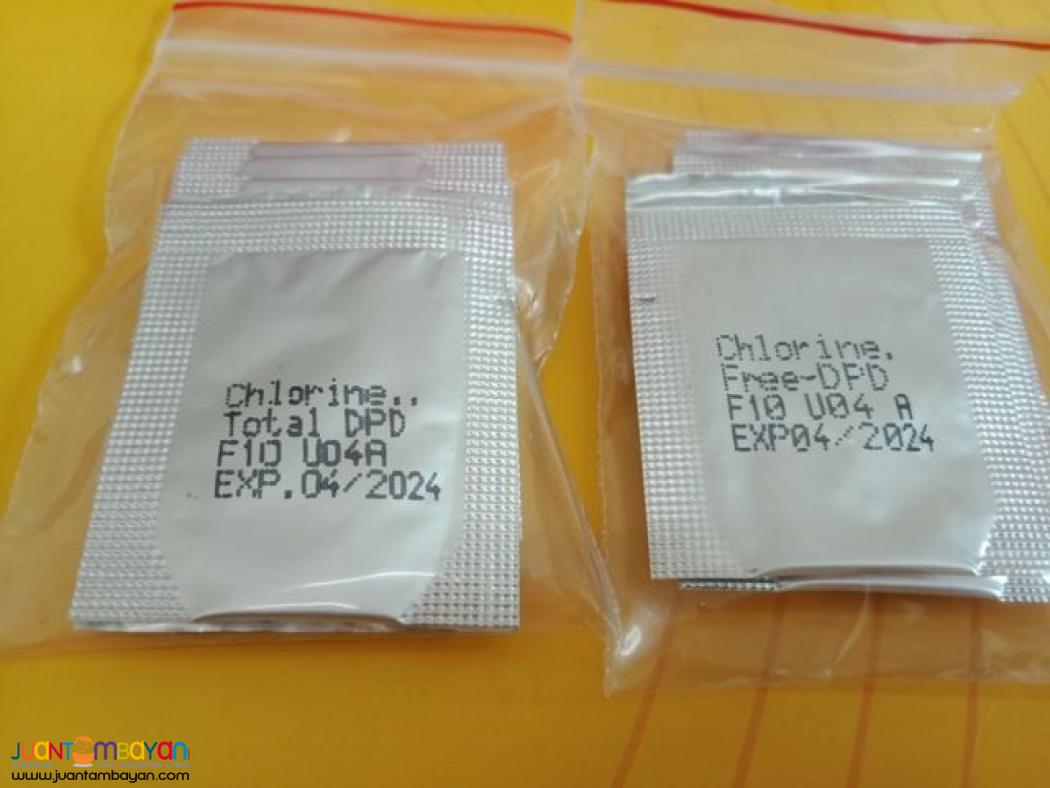 Chlorine..
Total DPD
F10 U04A
EXP.04/2024
Chlorine.
Free-DPD
F10 U04 A
EXP04/2024
JUANTAMBAYAN
www.juantambayan.com